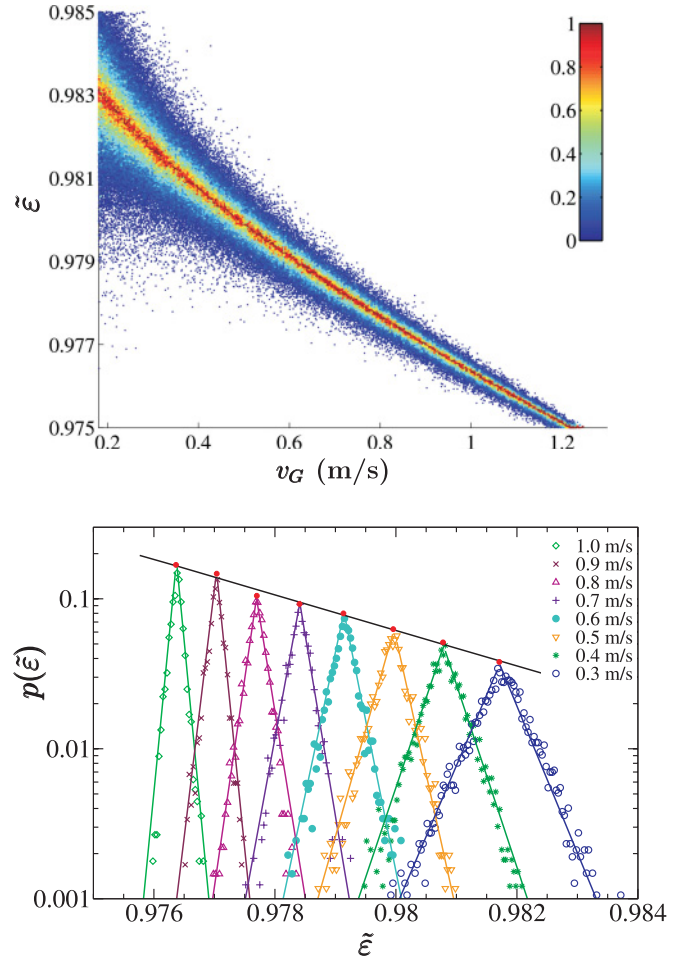 0.985
0.983
0.981
0.979
0.977
0.975
ε̃
0.2 0.4 0.6 0.8 1 1.2
v_G (m/s)
1
0.8
0.6
0.4
0.2
0
1.0 m/s
0.9 m/s
0.8 m/s
0.7 m/s
0.6 m/s
0.5 m/s
0.4 m/s
0.3 m/s
0.1
0.01
0.001
p(ε̃)
0.976 0.978 0.98 0.982 0.984
ε̃